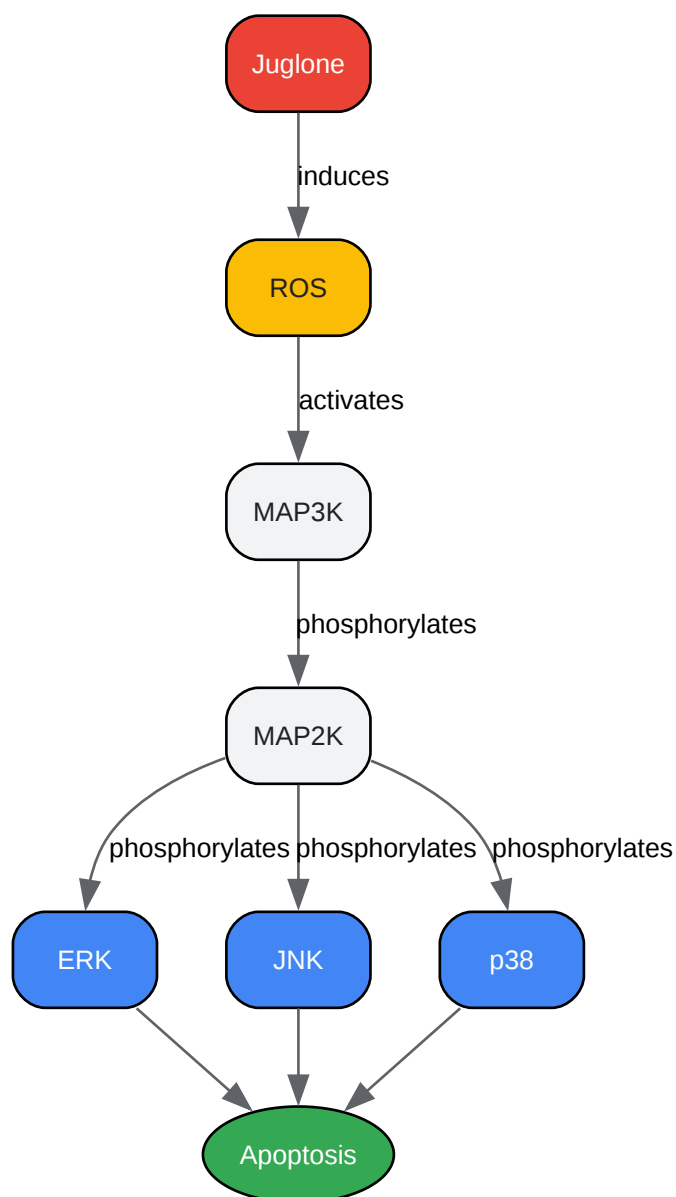 Juglone
induces
ROS
activates
MAP3K
phosphorylates
MAP2K
phosphorylates phosphorylates phosphorylates
ERK JNK p38
Apoptosis